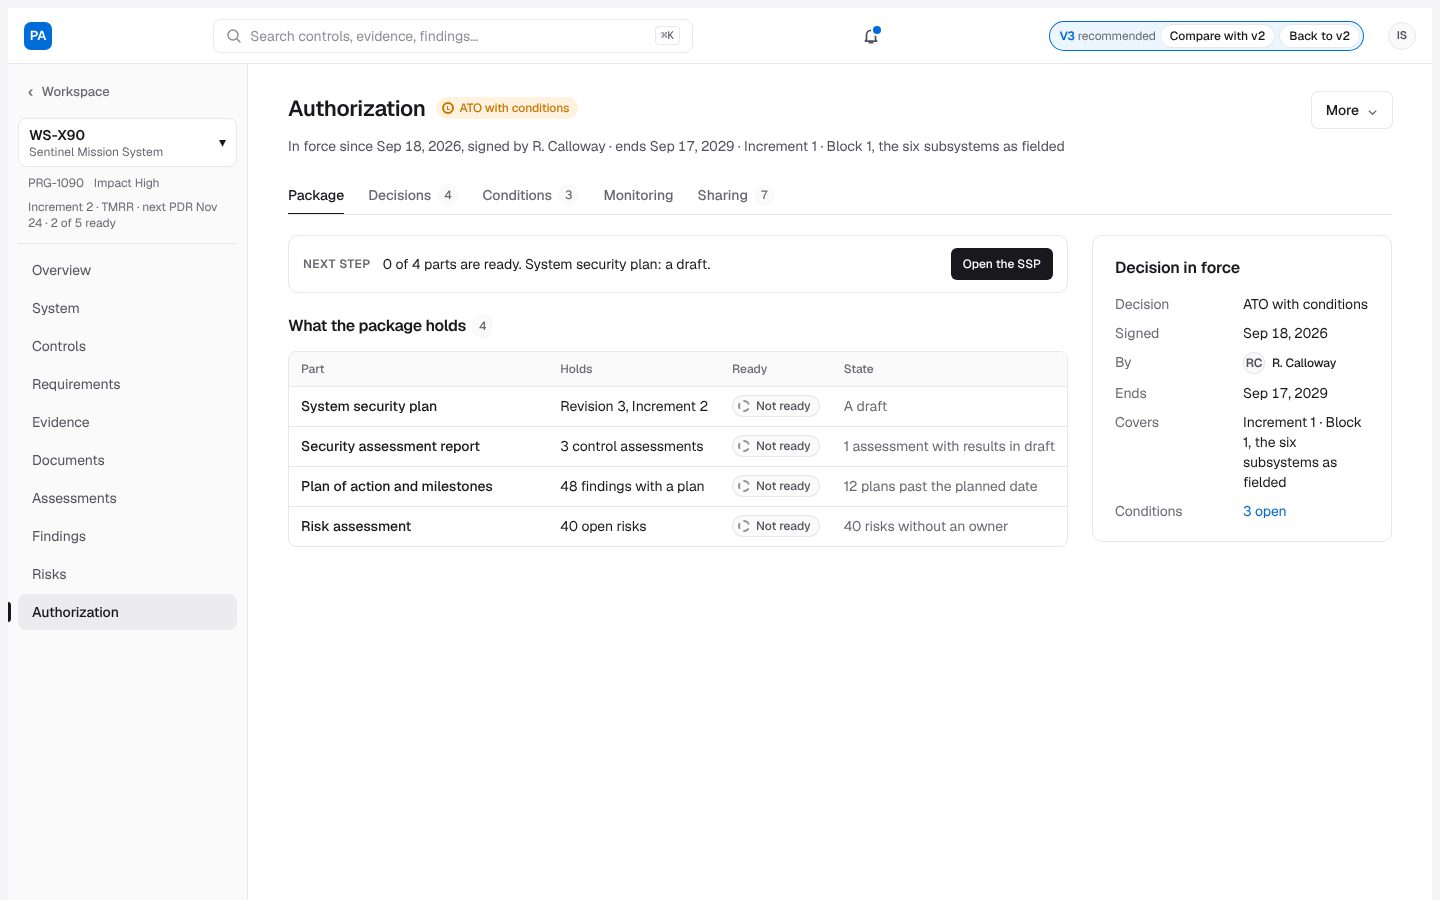 PA
Search controls, evidence, findings...
⌘K
V3 recommended
Compare with v2
Back to v2
IS
‹ Workspace
WS-X90
Sentinel Mission System
PRG-1090 Impact High
Increment 2 · TMRR · next PDR Nov
24 · 2 of 5 ready
Overview
System
Controls
Requirements
Evidence
Documents
Assessments
Findings
Risks
Authorization
Authorization
ATO with conditions
More
In force since Sep 18, 2026, signed by R. Calloway · ends Sep 17, 2029 · Increment 1 · Block 1, the six subsystems as fielded
Package
Decisions 4
Conditions 3
Monitoring
Sharing 7
NEXT STEP 0 of 4 parts are ready. System security plan: a draft.
Open the SSP
What the package holds 4
Part Holds Ready State
System security plan Revision 3, Increment 2 Not ready A draft
Security assessment report 3 control assessments Not ready 1 assessment with results in draft
Plan of action and milestones 48 findings with a plan Not ready 12 plans past the planned date
Risk assessment 40 open risks Not ready 40 risks without an owner
Decision in force
Decision ATO with conditions
Signed Sep 18, 2026
By RC R. Calloway
Ends Sep 17, 2029
Covers Increment 1 · Block
1, the six
subsystems as
fielded
Conditions 3 open